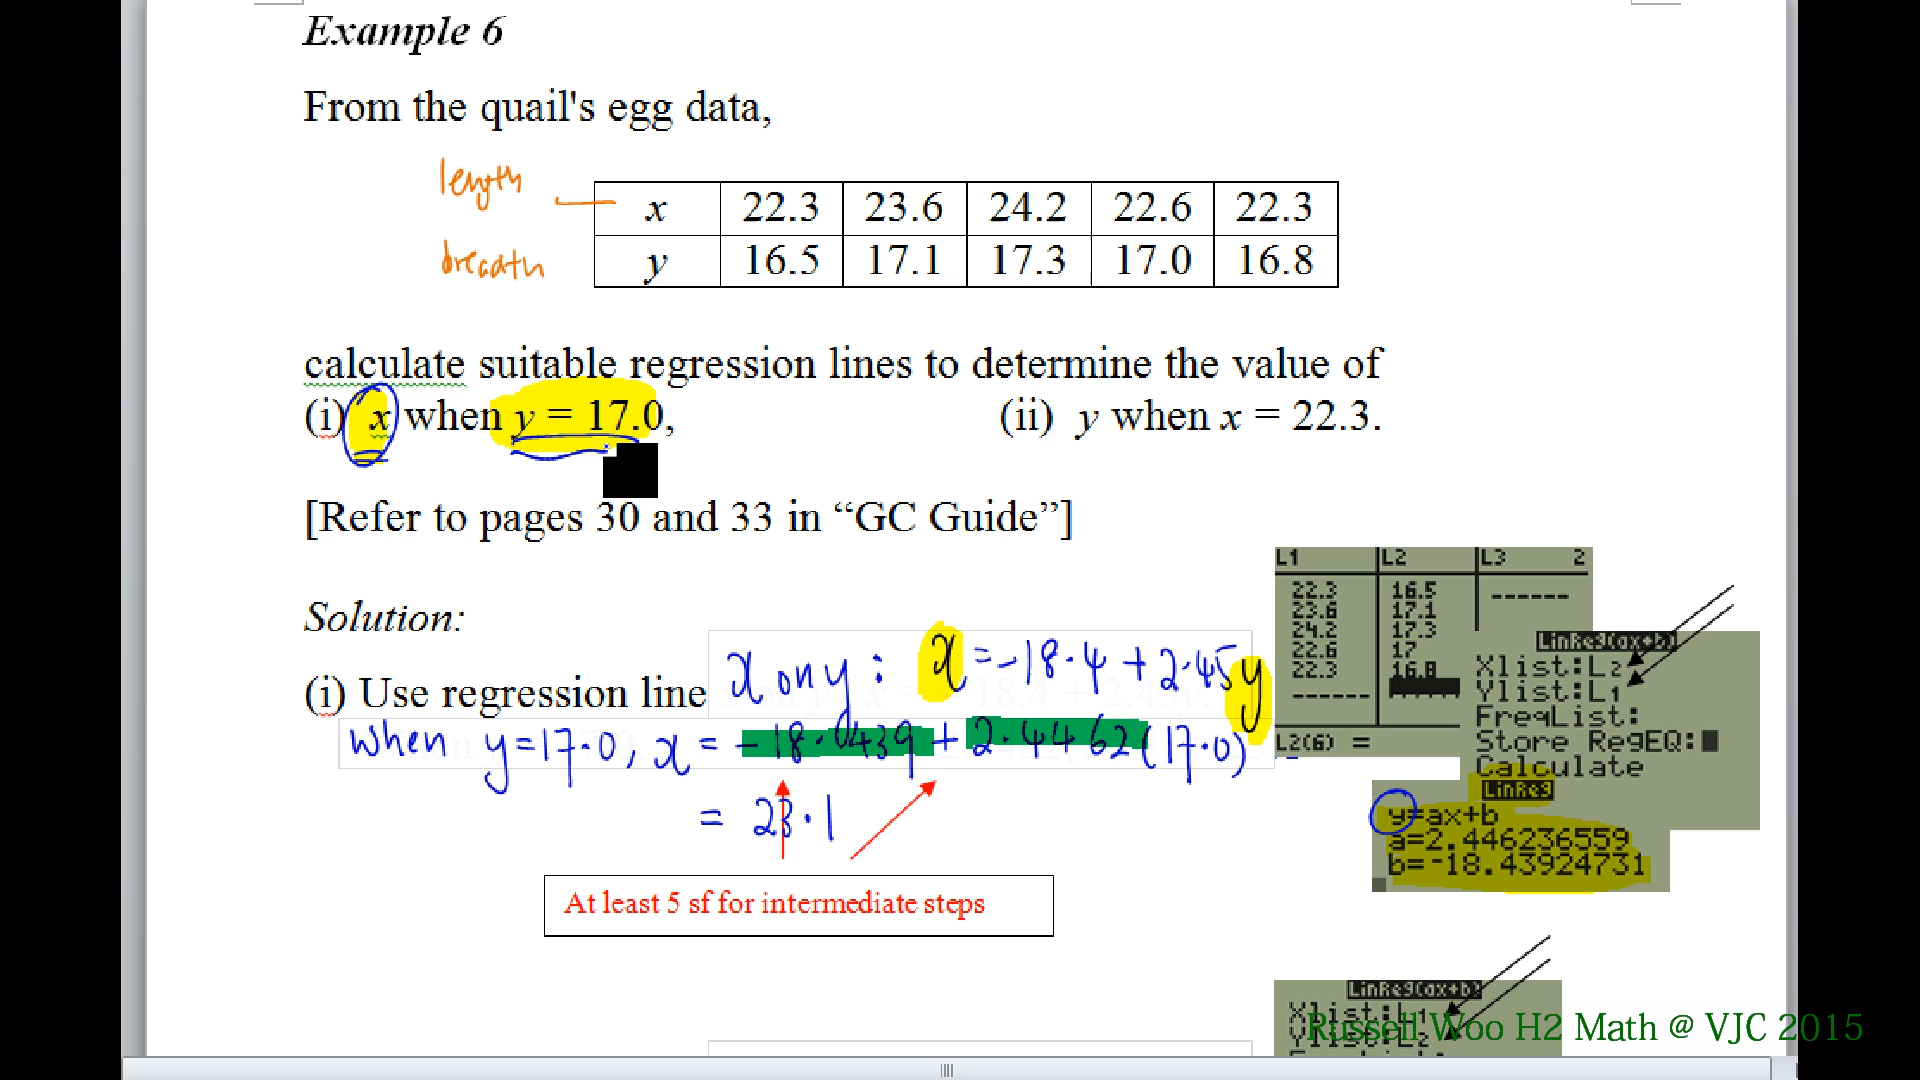 Example 6
From the quail's egg data,
length
x 22.3 23.6 24.2 22.6 22.3
breadth
y 16.5 17.1 17.3 17.0 16.8
calculate suitable regression lines to determine the value of
(i) x when y = 17.0, (ii) y when x = 22.3.
[Refer to pages 30 and 33 in “GC Guide”]
Solution:
(i) Use regression line x on y : x = -18.4 + 2.45y
When y=17.0, x = -18.0439 + 2.4462(17.0)
= 23.1
At least 5 sf for intermediate steps
L1 L2 L3 2
22.3 16.5 ------
23.6 17.1
24.2 17.3
22.6 17
22.3 16.8
------
L2(6) =
LinReg(ax+b)
Xlist:L2
Ylist:L1
FreqList:
Store RegEQ:
Calculate
LinReg
y=ax+b
a=2.446236559
b=-18.43924731
LinReg(ax+b)
Xlist:L1
Ylist:L2
Russell Woo H2 Math @ VJC 2015